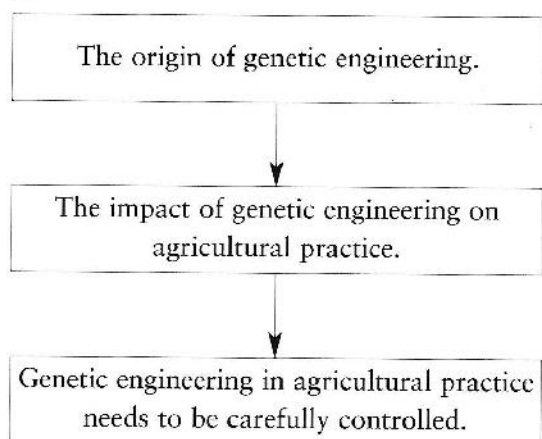 The origin of genetic engineering.
The impact of genetic engineering on
agricultural practice.
Genetic engineering in agricultural practice
needs to be carefully controlled.